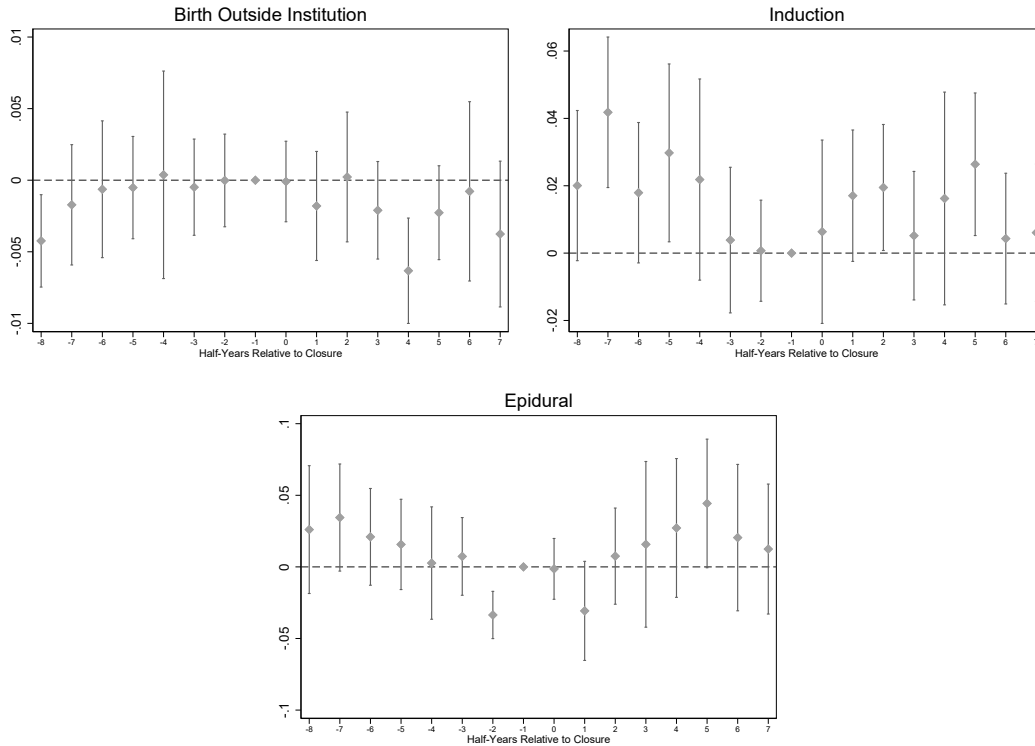 Birth Outside Institution
.01
.005
0
-.005
-.01
-8 -7 -6 -5 -4 -3 -2 -1 0 1 2 3 4 5 6 7
Half-Years Relative to Closure
Induction
.06
.04
.02
0
-.02
-8 -7 -6 -5 -4 -3 -2 -1 0 1 2 3 4 5 6 7
Half-Years Relative to Closure
Epidural
.1
.05
0
-.05
-.1
-8 -7 -6 -5 -4 -3 -2 -1 0 1 2 3 4 5 6 7
Half-Years Relative to Closure